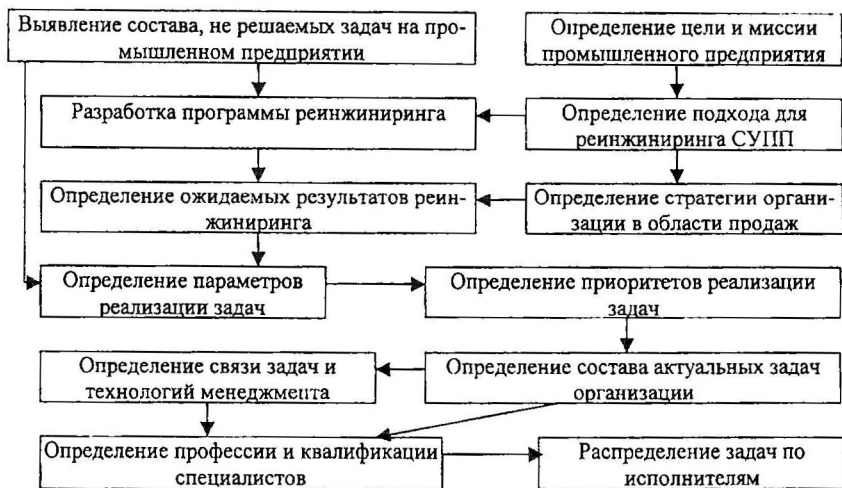 Выявление состава, не решаемых задач на про-
мышленном предприятии
Определение цели и миссии
промышленного предприятия
Разработка программы реинжиниринга
Определение подхода для
реинжиниринга СУПП
Определение ожидаемых результатов реин-
жиниринга
Определение стратегии органи-
зации в области продаж
Определение параметров
реализации задач
Определение приоритетов реализации
задач
Определение связи задач и
технологий менеджмента
Определение состава актуальных задач
организации
Определение профессии и квалификации
специалистов
Распределение задач по
исполнителям